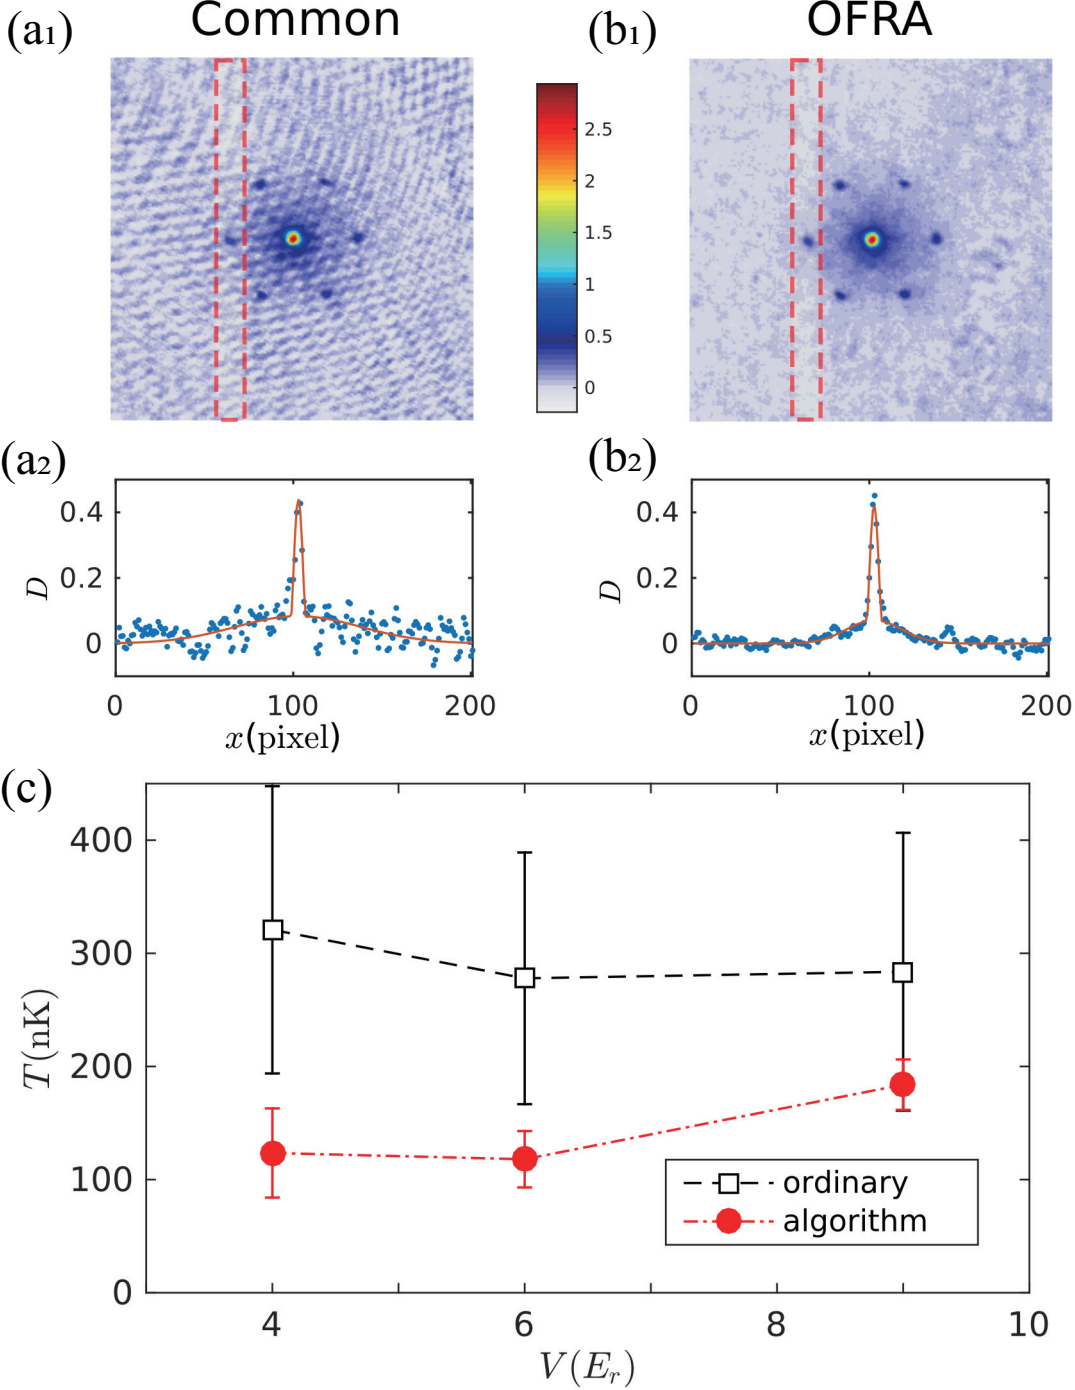 (a₁) Common (b₁) OFRA
2.5
2
1.5
1
0.5
0
(a₂) (b₂)
0.4
0.2
0
D
0 100 200
x(pixel)
0.4
0.2
0
D
0 100 200
x(pixel)
(c)
400
300
200
100
0
T(nK)
ordinary
algorithm
4 6 8 10
V(Eᵣ)